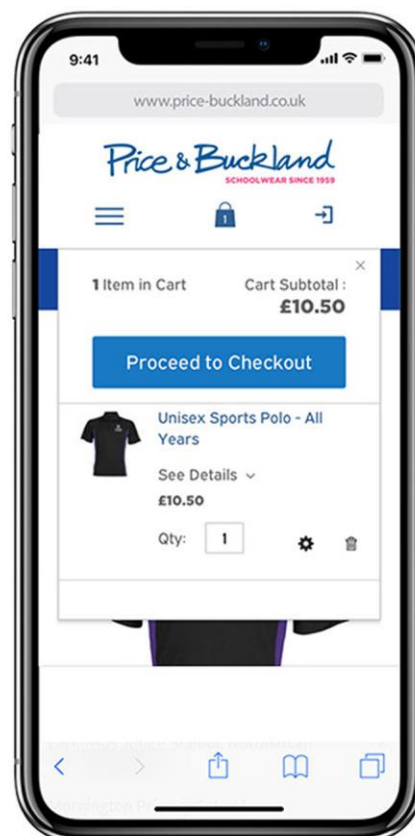 9:41
www.price-buckland.co.uk
Price & Buckland
SCHOOLWEAR SINCE 1959
1
1 Item in Cart
Cart Subtotal :
£10.50
Proceed to Checkout
Unisex Sports Polo - All
Years
See Details
£10.50
Qty: 1